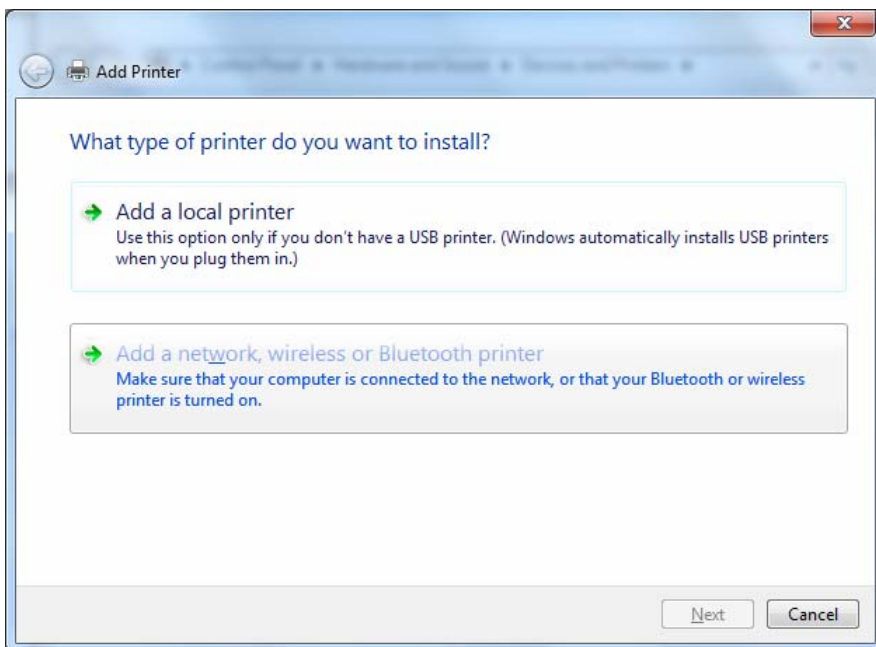 Add Printer
What type of printer do you want to install?
Add a local printer
Use this option only if you don't have a USB printer. (Windows automatically installs USB printers
when you plug them in.)
Add a network, wireless or Bluetooth printer
Make sure that your computer is connected to the network, or that your Bluetooth or wireless
printer is turned on.
Next
Cancel